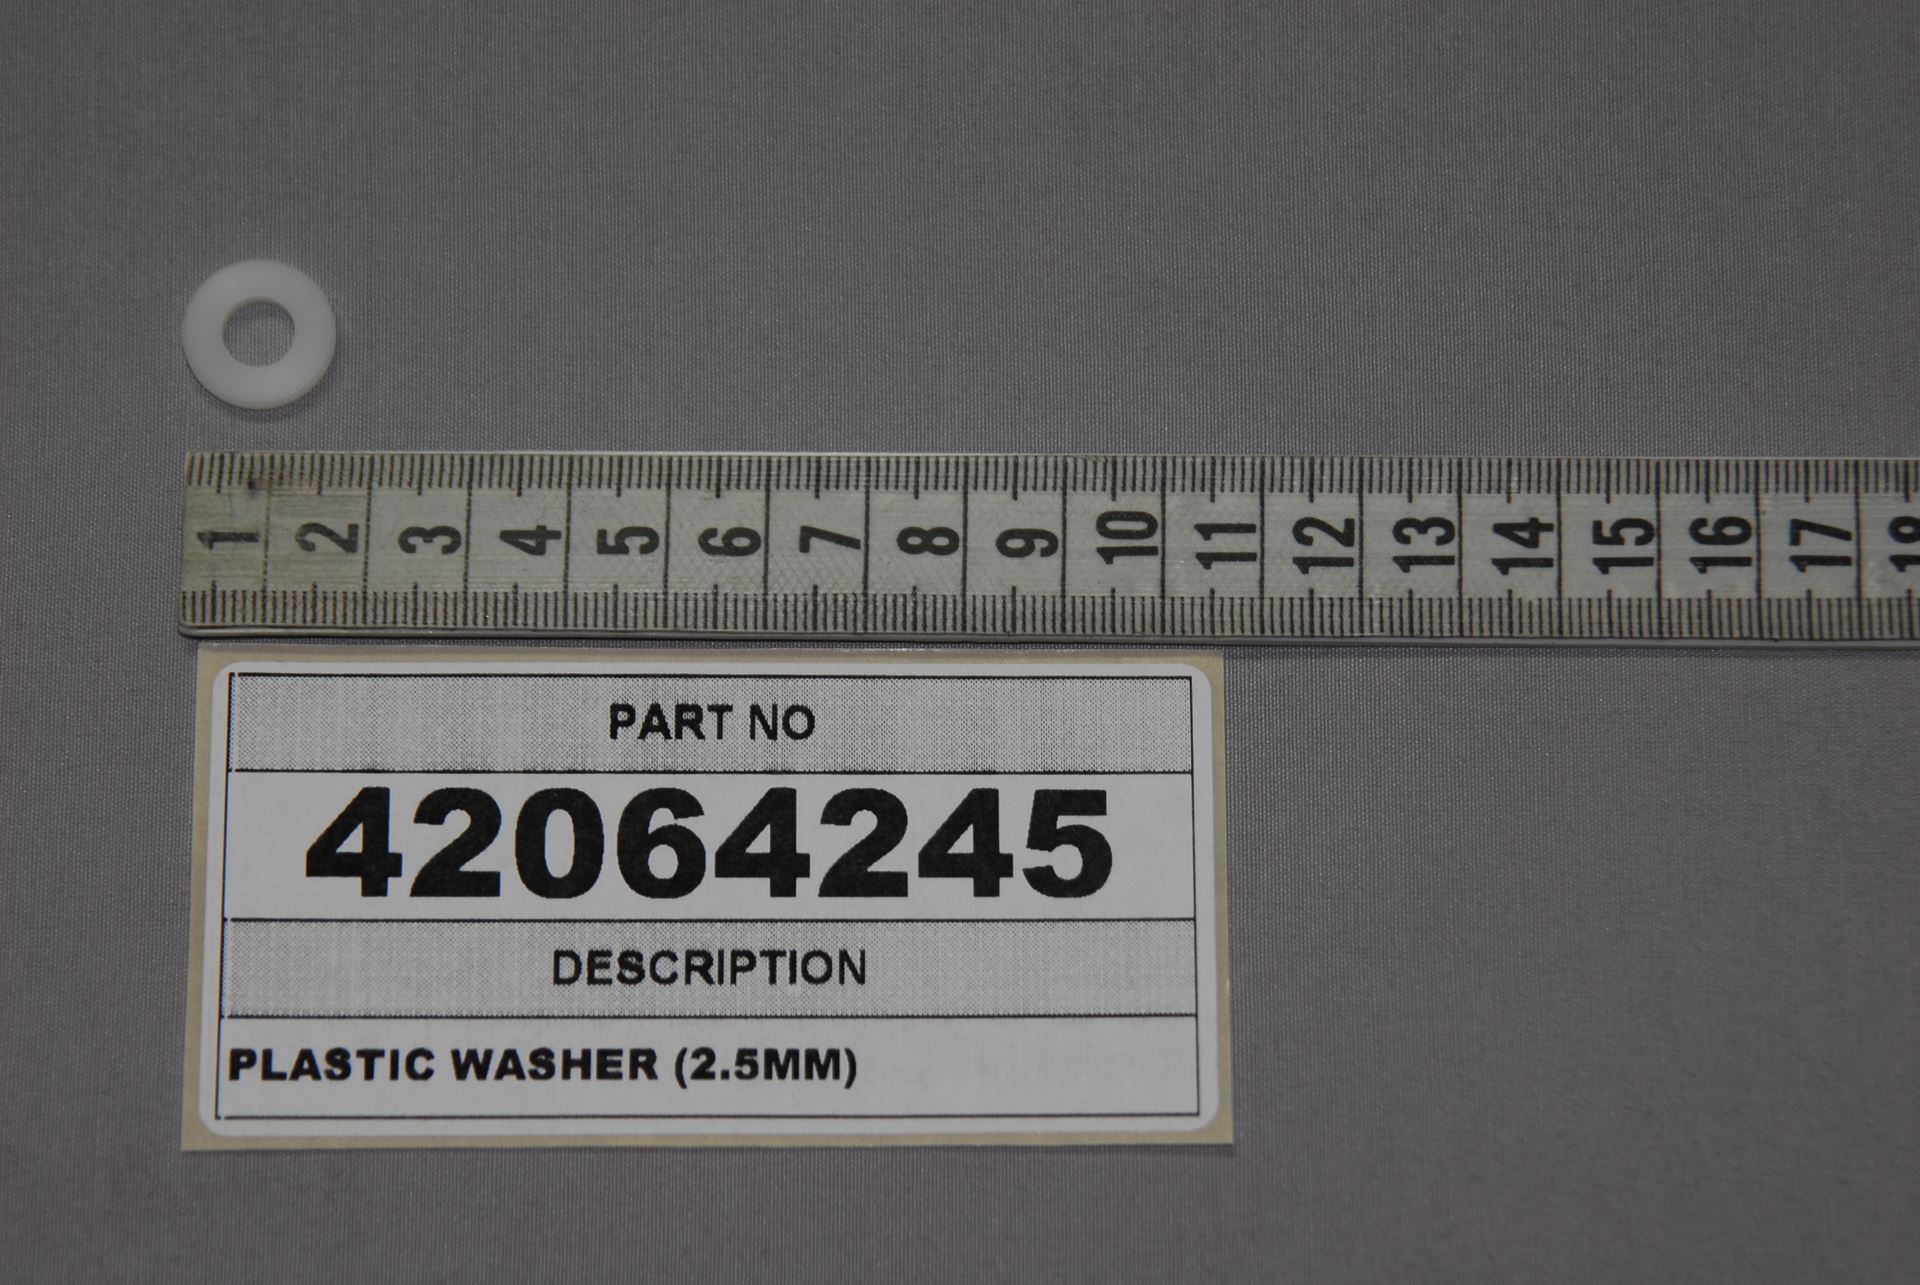 1 2 3 4 5 6 7 8 9 10 11 12 13 14 15 16 17 18
PART NO
42064245
DESCRIPTION
PLASTIC WASHER (2.5MM)